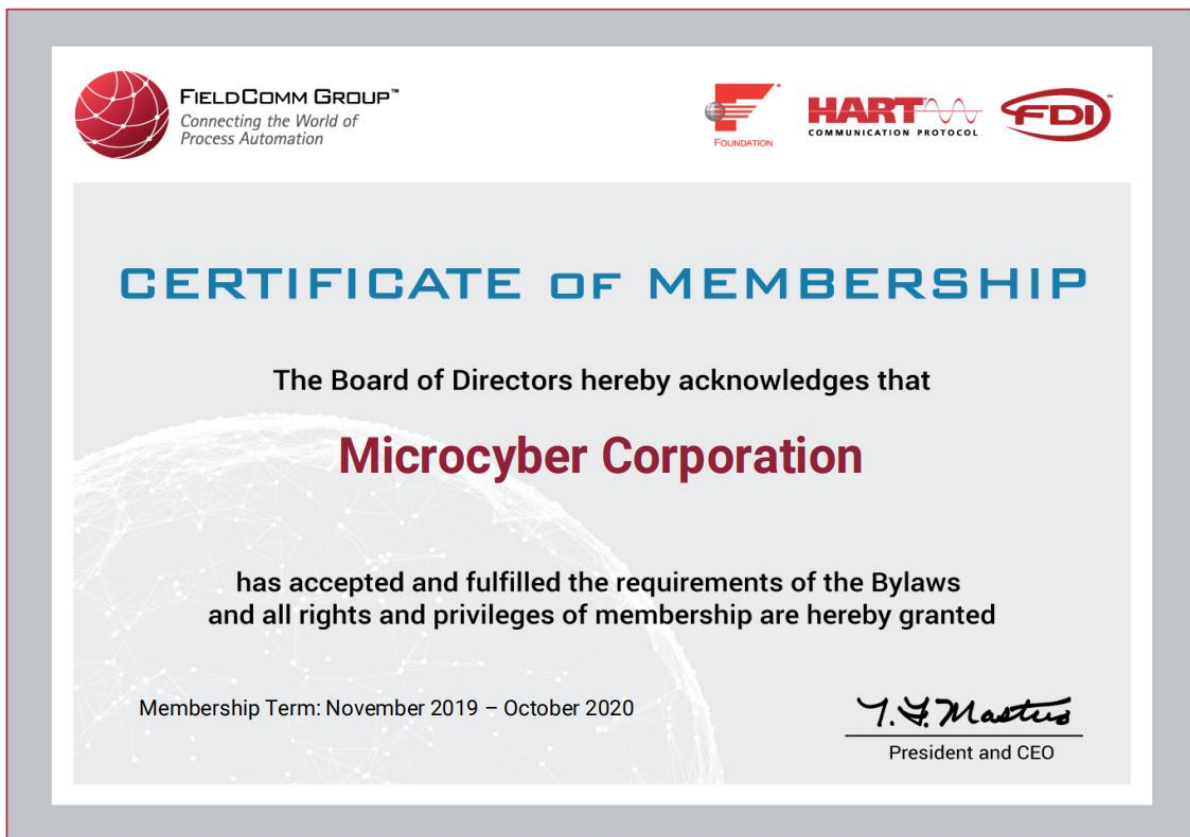 FIELDCOMM GROUP™
Connecting the World of
Process Automation
FOUNDATION
HART
COMMUNICATION PROTOCOL
FDI™
CERTIFICATE OF MEMBERSHIP
The Board of Directors hereby acknowledges that
Microcyber Corporation
has accepted and fulfilled the requirements of the Bylaws
and all rights and privileges of membership are hereby granted
Membership Term: November 2019 – October 2020
T.F. Masters
President and CEO